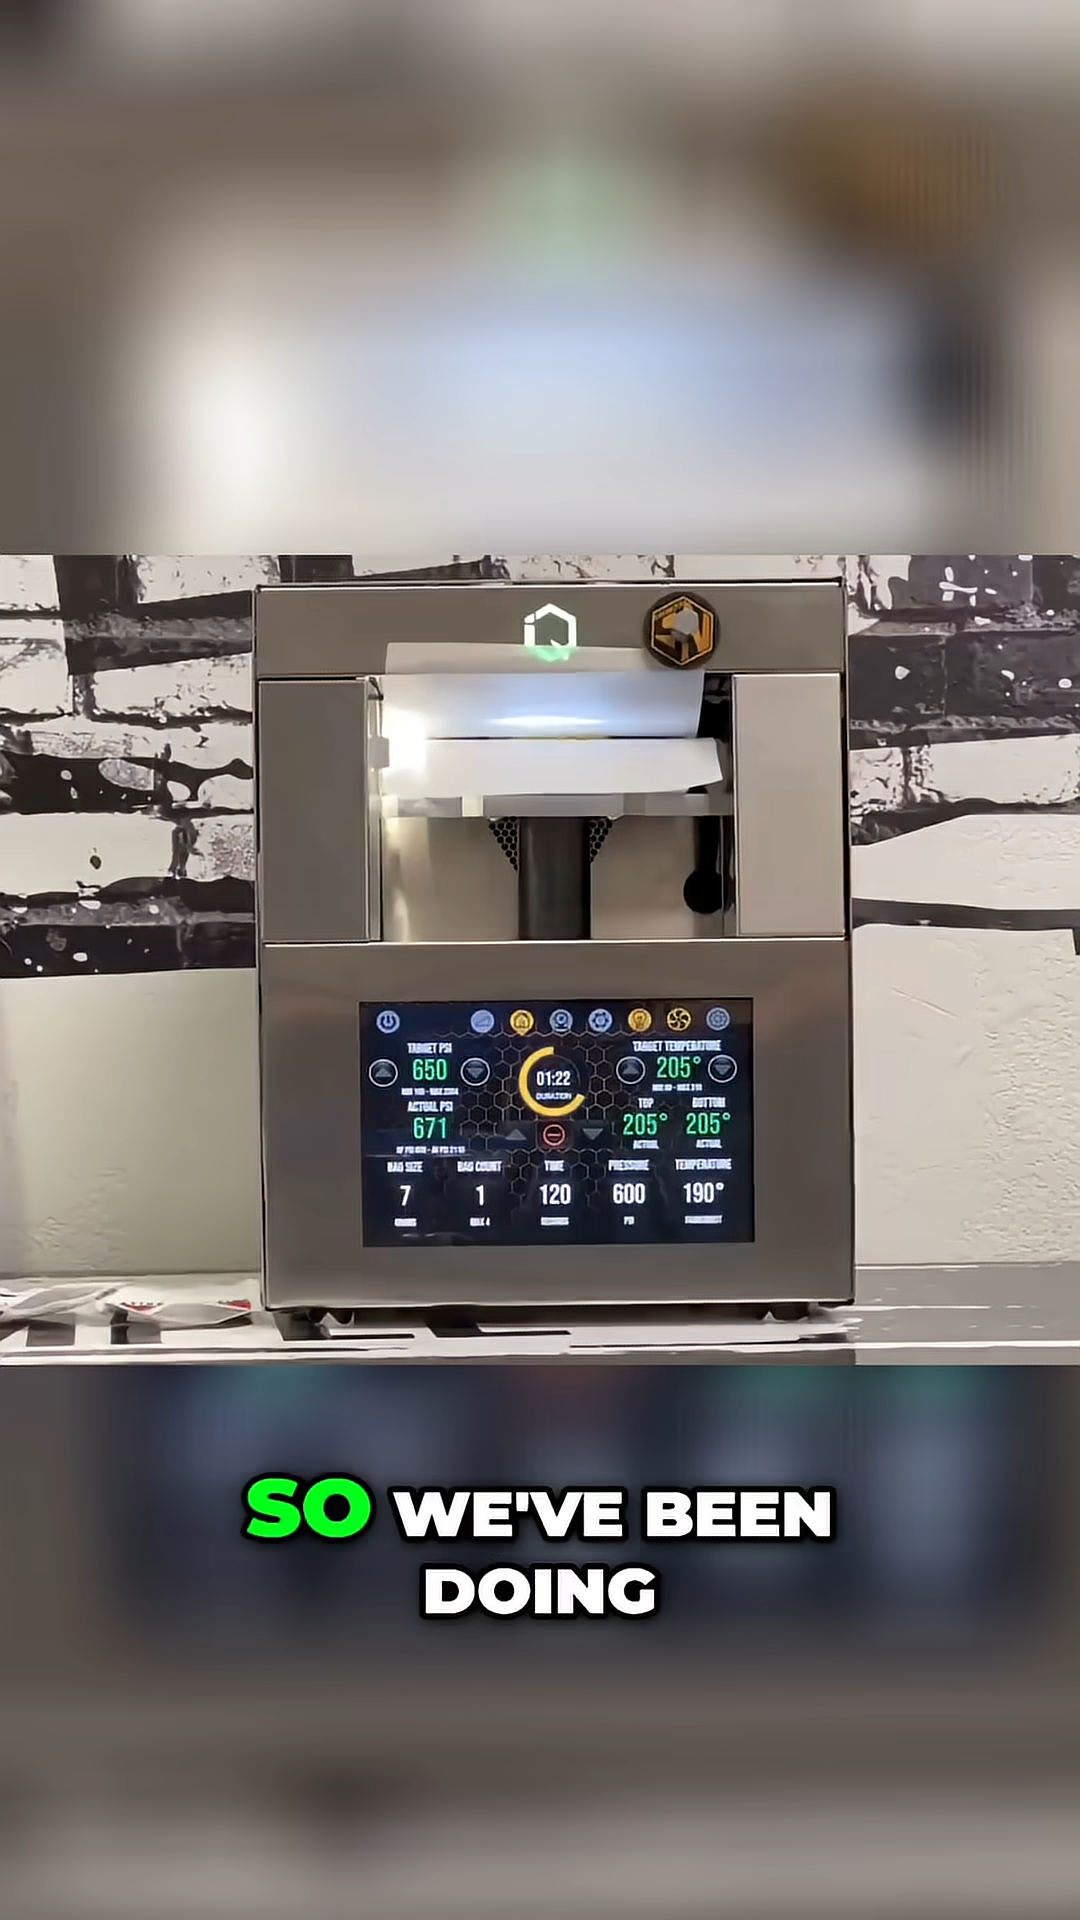 TARGET PSI
650
ACTUAL PSI
671
01:22
DURATION
TARGET TEMPERATURE
205°
TOP
BOTTOM
205°
205°
ACTUAL
ACTUAL
BAG SIZE
BAG COUNT
TIME
PRESSURE
TEMPERATURE
7
1
120
600
190°
PSI
SO WE'VE BEEN
DOING